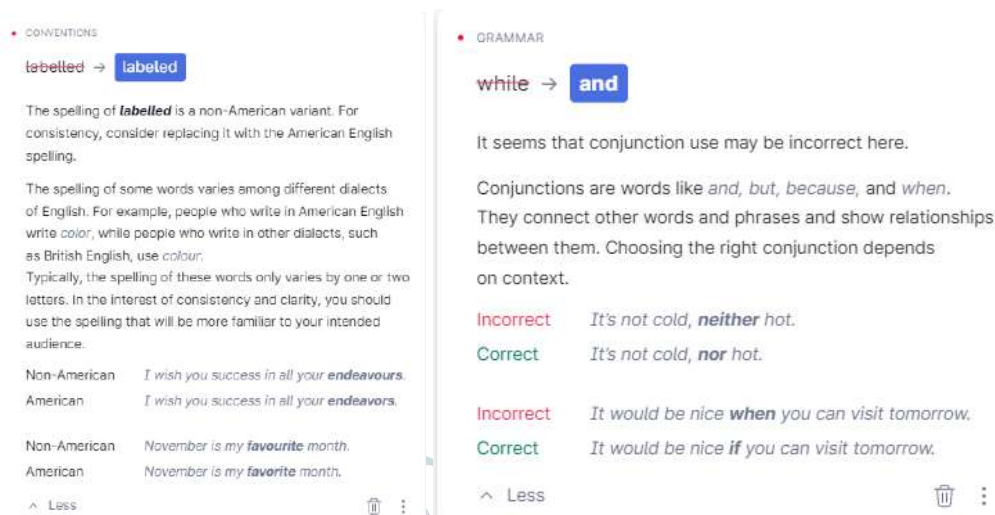 CONVENTIONS
labelled → labeled
The spelling of labelled is a non-American variant. For
consistency, consider replacing it with the American English
spelling.
The spelling of some words varies among different dialects
of English. For example, people who write in American English
write color, while people who write in other dialects, such
as British English, use colour.
Typically, the spelling of these words only varies by one or two
letters. In the interest of consistency and clarity, you should
use the spelling that will be more familiar to your intended
audience.
Non-American I wish you success in all your endeavours.
American I wish you success in all your endeavors.
Non-American November is my favourite month.
American November is my favorite month.
Less
GRAMMAR
while → and
It seems that conjunction use may be incorrect here.
Conjunctions are words like and, but, because, and when.
They connect other words and phrases and show relationships
between them. Choosing the right conjunction depends
on context.
Incorrect It's not cold, neither hot.
Correct It's not cold, nor hot.
Incorrect It would be nice when you can visit tomorrow.
Correct It would be nice if you can visit tomorrow.
Less